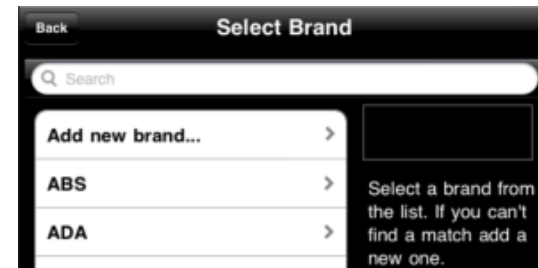 Back
Select Brand
Search
Add new brand...
ABS
ADA
Select a brand from
the list. If you can't
find a match add a
new one.